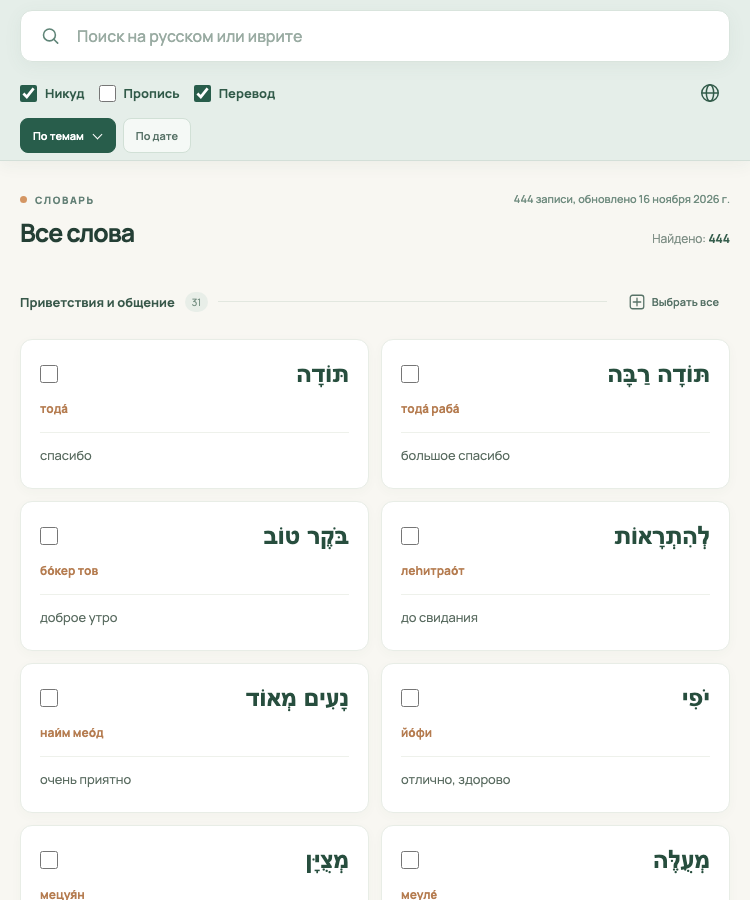 Поиск на русском или иврите
Никуд Пропись Перевод
По темам По дате
СЛОВАРЬ
444 записи, обновлено 16 ноября 2026 г.
Все слова
Найдено: 444
Приветствия и общение 31 Выбрать все
תּוֹדָה
тода́
спасибо
תּוֹדָה רַבָּה
тода́ раба́
большое спасибо
בֹּקֶר טוֹב
бо́кер тов
доброе утро
לְהִתְרָאוֹת
леhитрао́т
до свидания
נָעִים מְאוֹד
наи́м мео́д
очень приятно
יֹפִי
йо́фи
отлично, здорово
מְצֻיָּן
мецуя́н
מְעֻלֶּה
меуле́